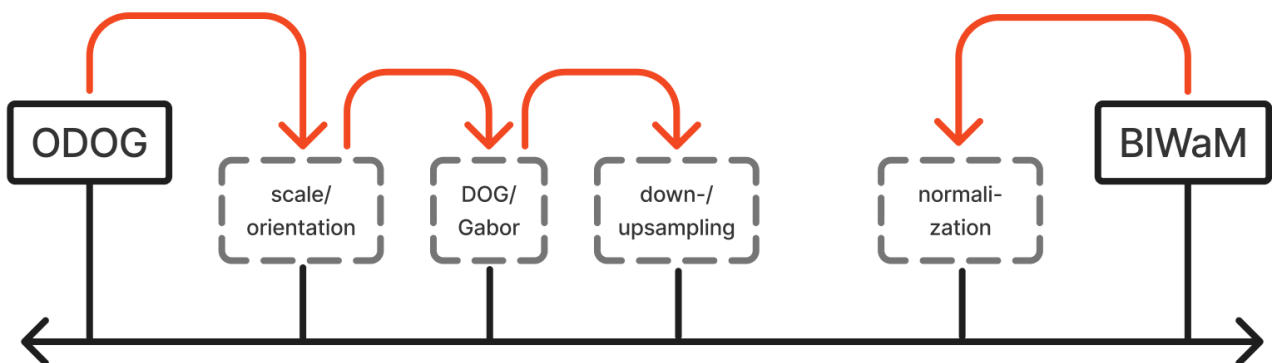 ODOG
scale/
orientation
DOG/
Gabor
down-/
upsampling
normali-
zation
BIWaM